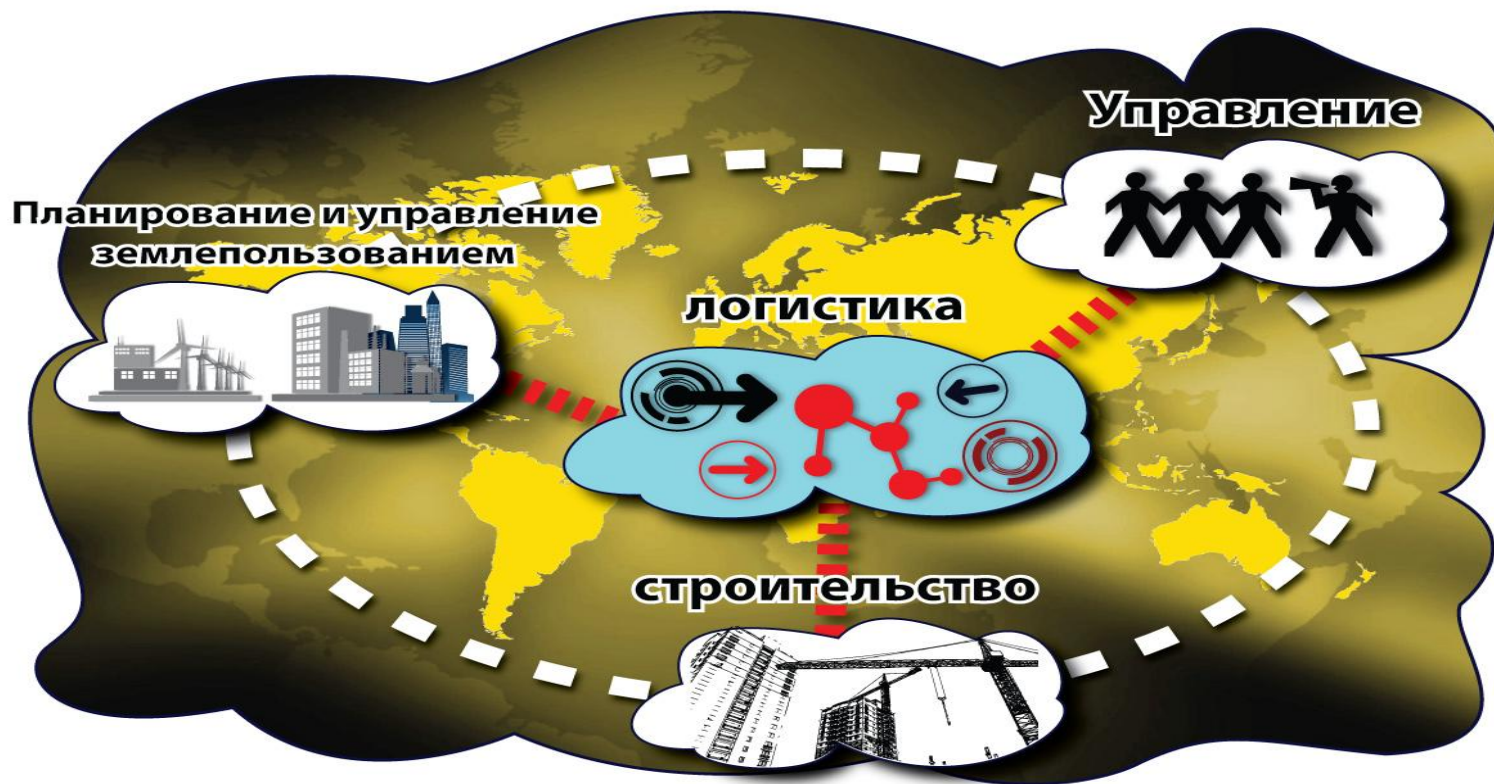 Управление
Планирование и управление
землепользованием
логистика
строительство